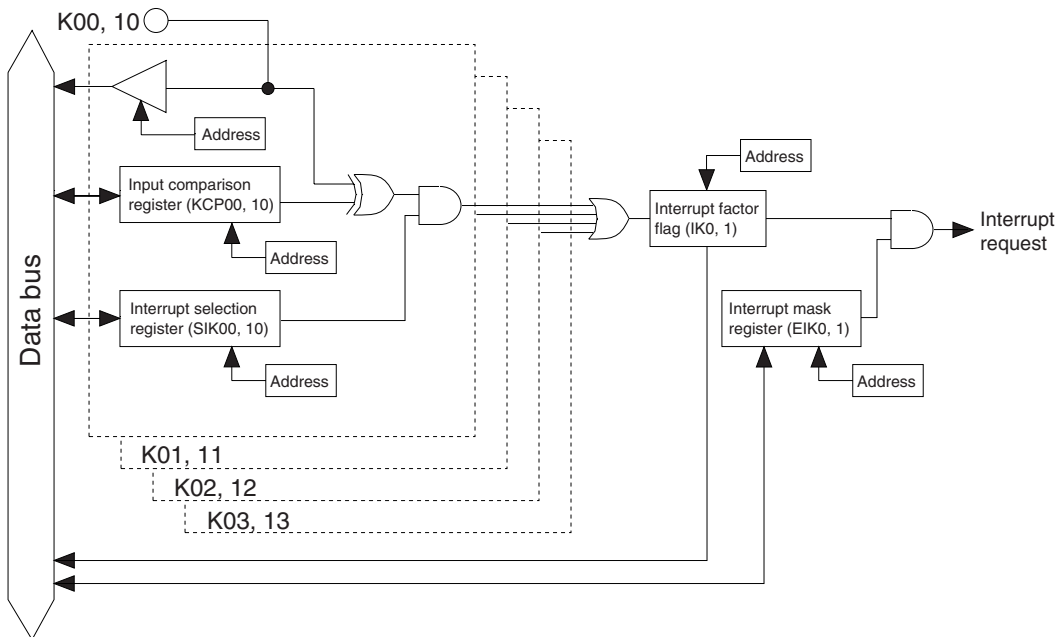 K00, 10
Data bus
Address
Input comparison
register (KCP00, 10)
Address
Interrupt selection
register (SIK00, 10)
Address
K01, 11
K02, 12
K03, 13
Address
Interrupt factor
flag (IK0, 1)
Interrupt
request
Interrupt mask
register (EIK0, 1)
Address